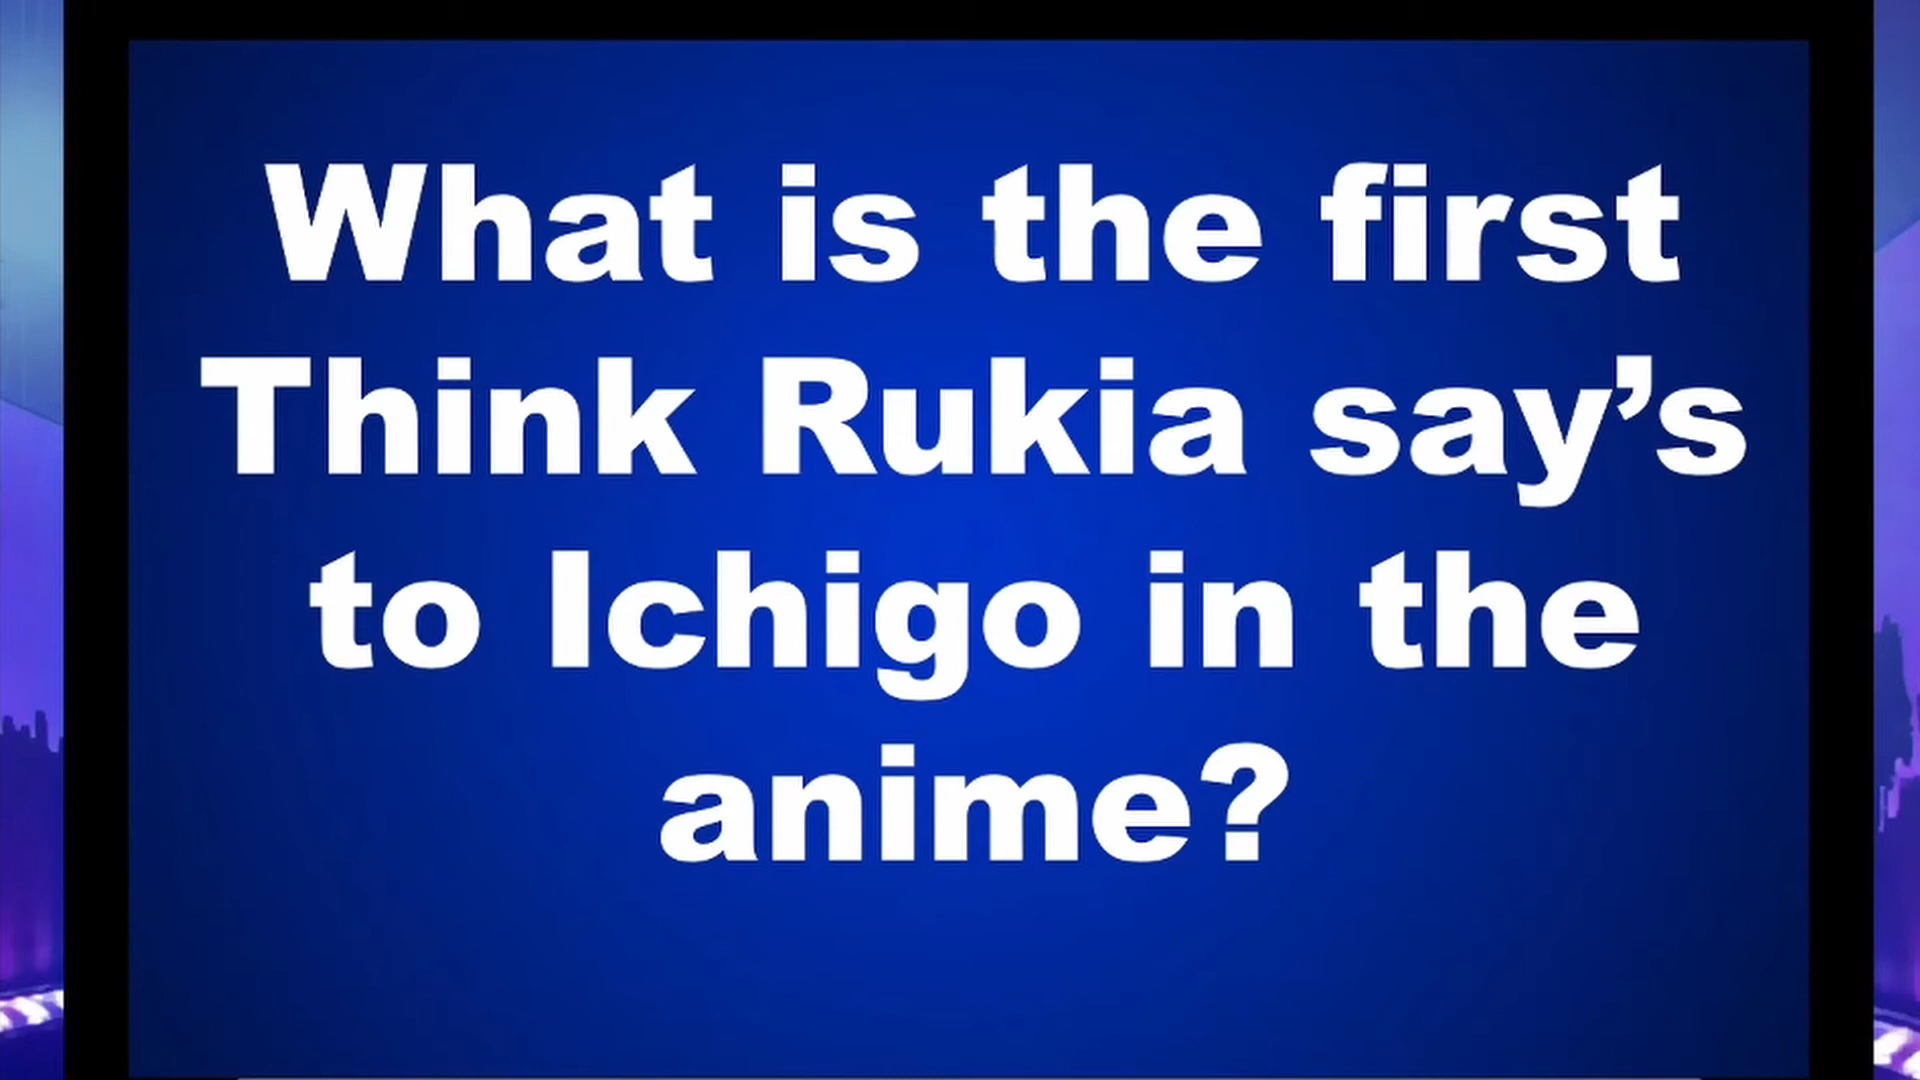 What is the first
Think Rukia say’s
to Ichigo in the
anime?